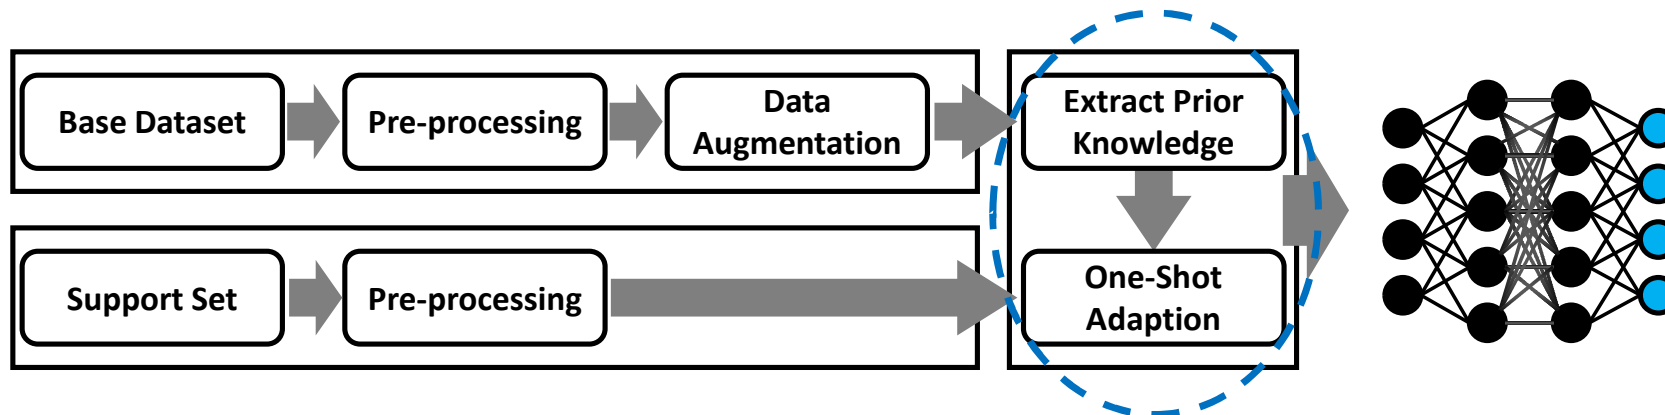 Base Dataset
Pre-processing
Data
Augmentation
Extract Prior
Knowledge
Support Set
Pre-processing
One-Shot
Adaption